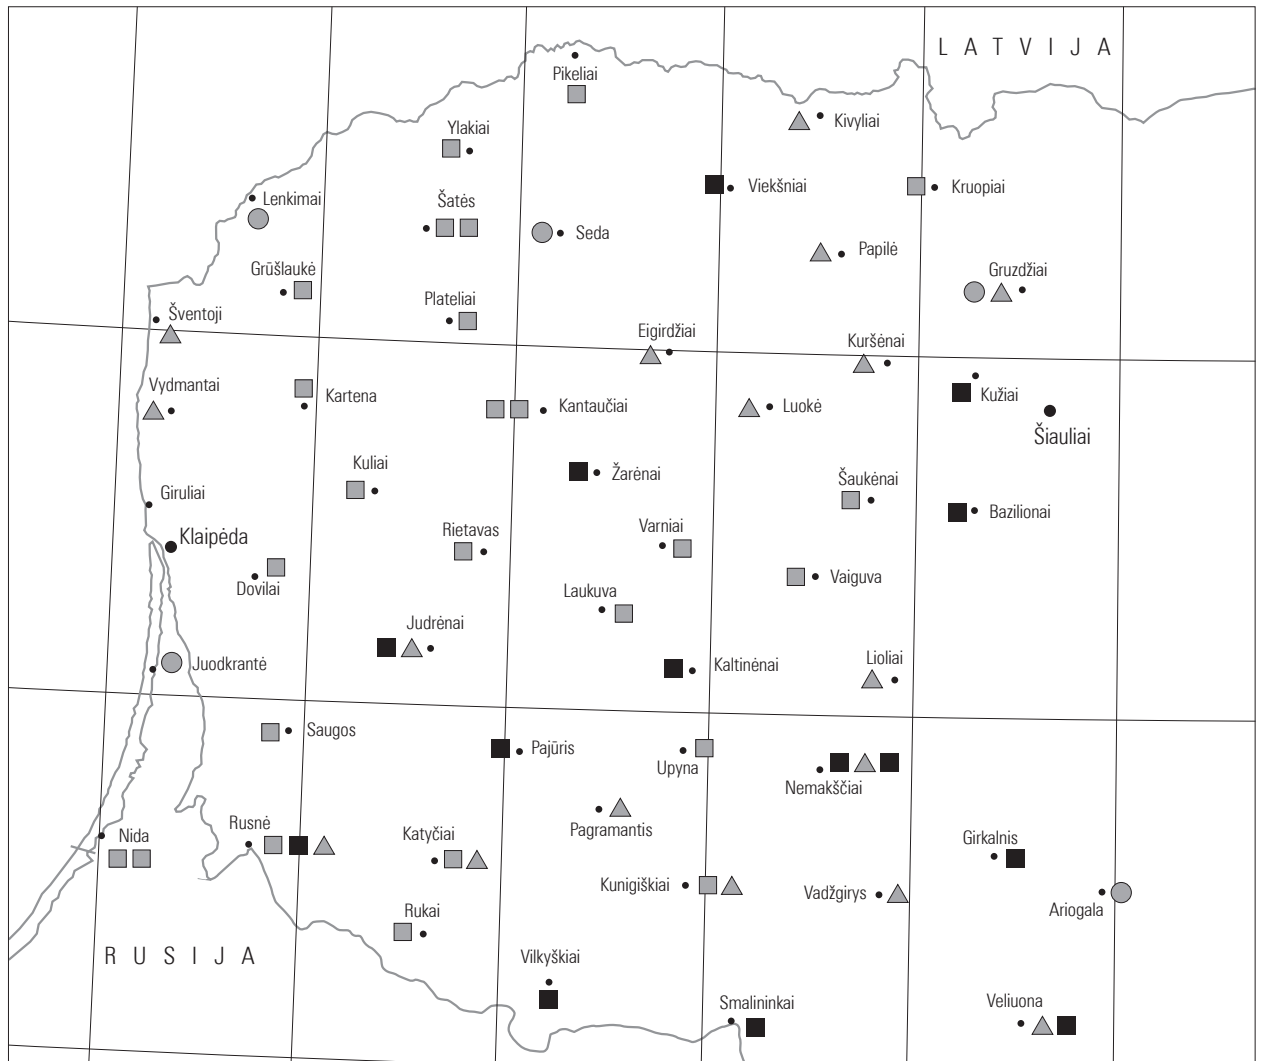 LATVIJA
Pikeliai
Kivyliai
Ylakiai
Viekšniai
Kruopiai
Lenkimai
Šatės
Seda
Papilė
Grūšlaukė
Gruzdžiai
Plateliai
Šventoji
Eigirdžiai
Kuršėnai
Vydmantai
Kartena
Kantaučiai
Luokė
Kužiai
Šiauliai
Kuliai
Žarėnai
Šaukėnai
Giruliai
Bazilionai
Klaipėda
Rietavas
Varniai
Dovilai
Vaiguva
Laukuva
Judrėnai
Juodkrantė
Kaltinėnai
Lioliai
Saugos
Pajūris
Upyna
Nemakščiai
Nida
Rusnė
Katyčiai
Pagramantis
Girkalnis
Kunigiškiai
Vadžgirys
Ariogala
Rukai
RUSIJA
Vilkyškiai
Smalininkai
Veliuona